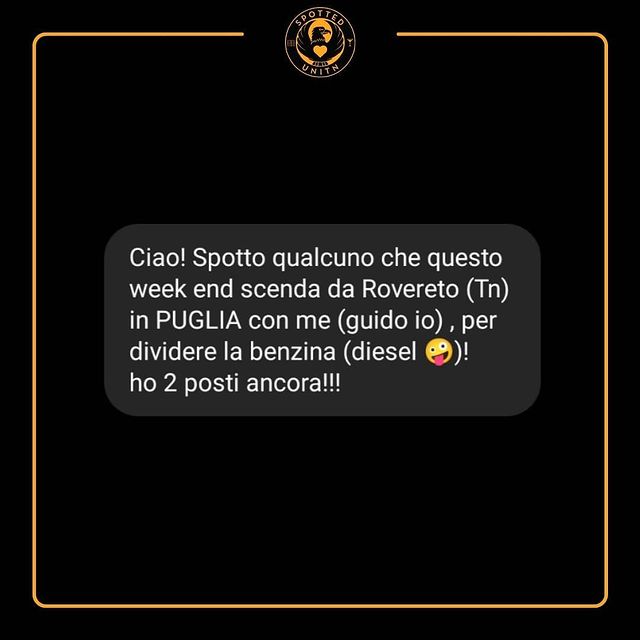 SPOTTED
UNITN
Ciao! Spotto qualcuno che questo
week end scenda da Rovereto (Tn)
in PUGLIA con me (guido io) , per
dividere la benzina (diesel 🤪)!
ho 2 posti ancora!!!